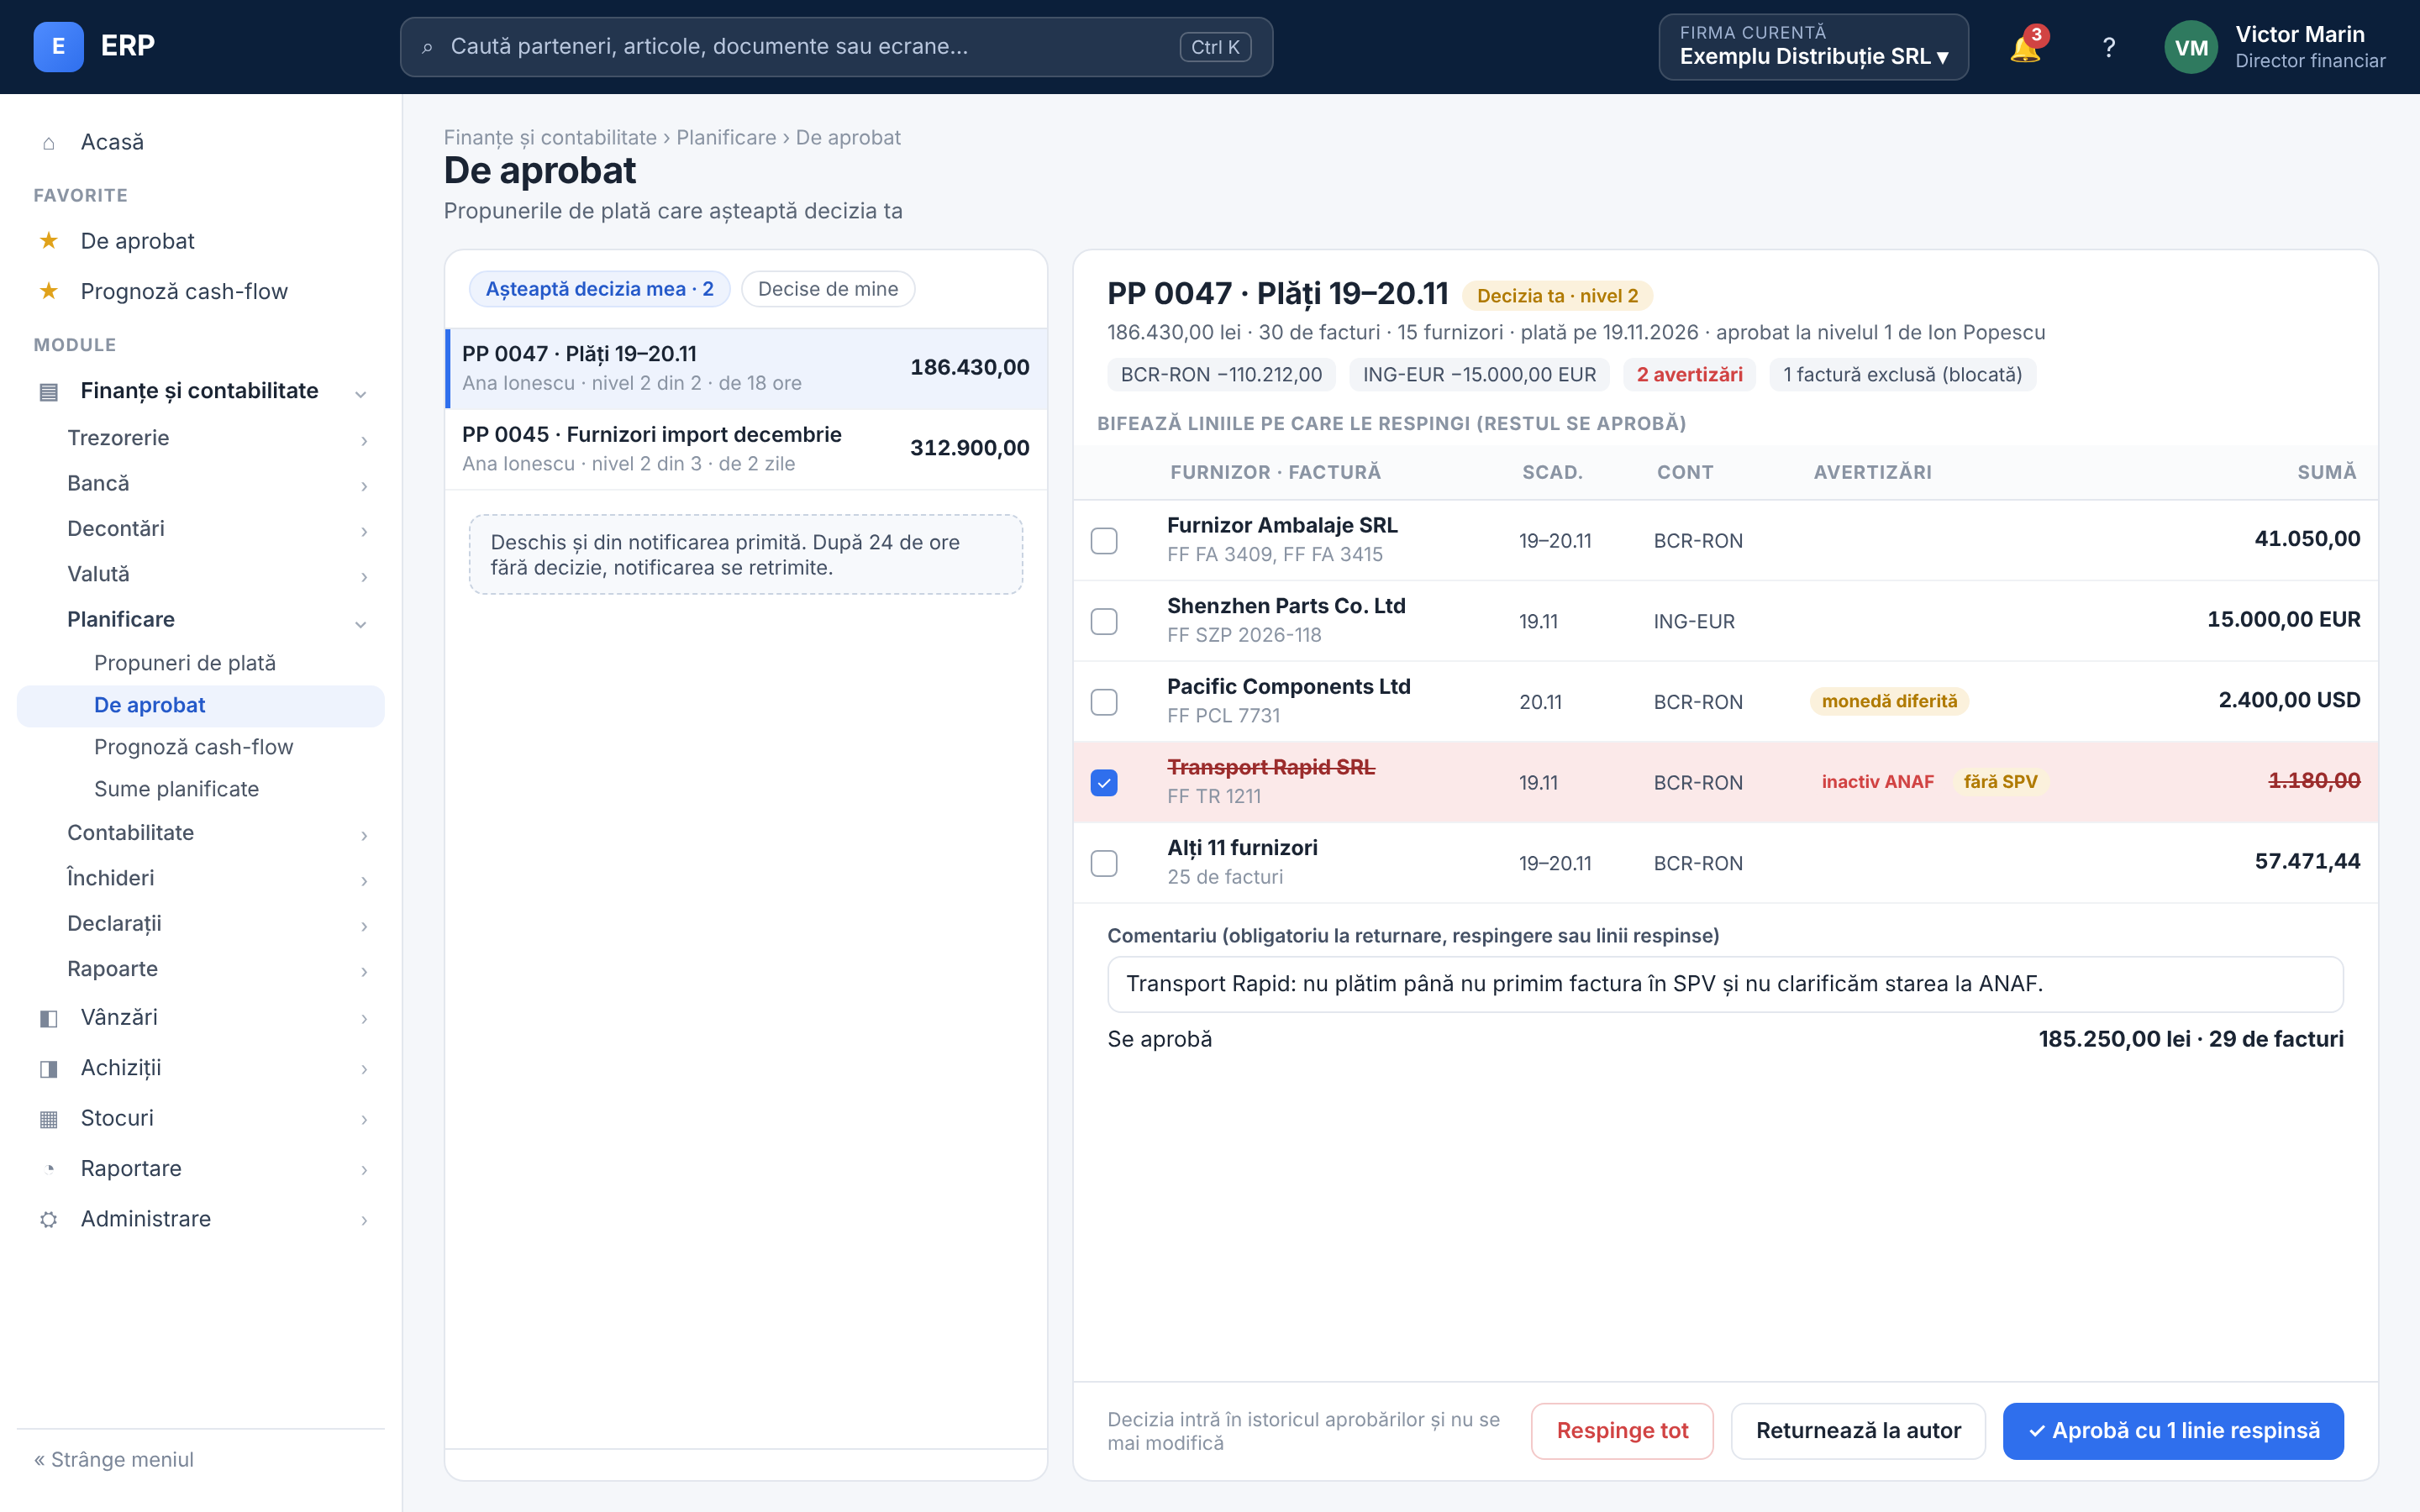 E ERP
Caută parteneri, articole, documente sau ecrane... Ctrl K
FIRMA CURENTĂ
Exemplu Distribuție SRL ▾
3
?
VM
Victor Marin
Director financiar
Acasă
FAVORITE
★ De aprobat
★ Prognoză cash-flow
MODULE
Finanțe și contabilitate
Trezorerie ›
Bancă ›
Decontări ›
Valută ›
Planificare
Propuneri de plată
De aprobat
Prognoză cash-flow
Sume planificate
Contabilitate ›
Închideri ›
Declarații ›
Rapoarte ›
Vânzări ›
Achiziții ›
Stocuri ›
Raportare ›
Administrare ›
« Strânge meniul
Finanțe și contabilitate › Planificare › De aprobat
De aprobat
Propunerile de plată care așteaptă decizia ta
Așteaptă decizia mea · 2 Decise de mine
PP 0047 · Plăți 19–20.11 186.430,00
Ana Ionescu · nivel 2 din 2 · de 18 ore
PP 0045 · Furnizori import decembrie 312.900,00
Ana Ionescu · nivel 2 din 3 · de 2 zile
Deschis și din notificarea primită. După 24 de ore
fără decizie, notificarea se retrimite.
PP 0047 · Plăți 19–20.11 Decizia ta · nivel 2
186.430,00 lei · 30 de facturi · 15 furnizori · plată pe 19.11.2026 · aprobat la nivelul 1 de Ion Popescu
BCR-RON −110.212,00 ING-EUR −15.000,00 EUR 2 avertizări 1 factură exclusă (blocată)
BIFEAZĂ LINIILE PE CARE LE RESPINGI (RESTUL SE APROBĂ)
FURNIZOR · FACTURĂ SCAD. CONT AVERTIZĂRI SUMĂ
Furnizor Ambalaje SRL 19–20.11 BCR-RON 41.050,00
FF FA 3409, FF FA 3415
Shenzhen Parts Co. Ltd 19.11 ING-EUR 15.000,00 EUR
FF SZP 2026-118
Pacific Components Ltd 20.11 BCR-RON monedă diferită 2.400,00 USD
FF PCL 7731
Transport Rapid SRL 19.11 BCR-RON inactiv ANAF fără SPV 1.180,00
FF TR 1211
Alți 11 furnizori 19–20.11 BCR-RON 57.471,44
25 de facturi
Comentariu (obligatoriu la returnare, respingere sau linii respinse)
Transport Rapid: nu plătim până nu primim factura în SPV și nu clarificăm starea la ANAF.
Se aprobă 185.250,00 lei · 29 de facturi
Decizia intră în istoricul aprobărilor și nu se
mai modifică
Respinge tot Returnează la autor ✓ Aprobă cu 1 linie respinsă